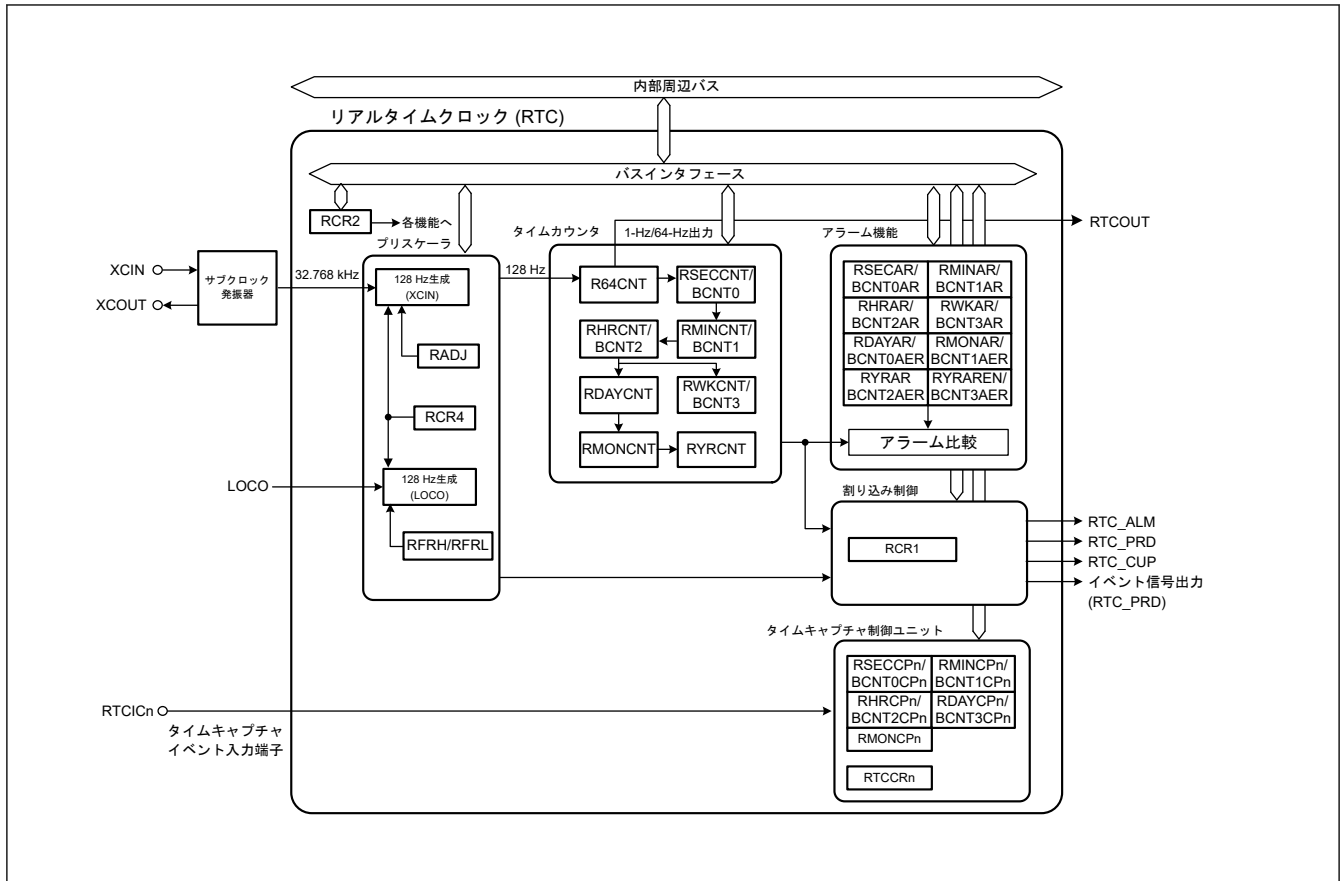 内部周辺バス
リアルタイムクロック (RTC)
バスインタフェース
RCR2
各機能へ
プリスケーラ
タイムカウンタ
1-Hz/64-Hz出力
アラーム機能
RTCOUT
XCIN
XCOUT
サブクロック
発振器
32.768 kHz
128 Hz生成
(XCIN)
RADJ
RCR4
LOCO
128 Hz生成
(LOCO)
RFRH/RFRL
128 Hz
R64CNT
RSECCNT/
BCNT0
RHRCNT/
BCNT2
RMINCNT/
BCNT1
RDAYCNT
RWKCNT/
BCNT3
RMONCNT
RYRCNT
RSECAR/
BCNT0AR
RMINAR/
BCNT1AR
RHRAR/
BCNT2AR
RWKAR/
BCNT3AR
RDAYAR/
BCNT0AER
RMONAR/
BCNT1AER
RYRAR
BCNT2AER
RYRAREN/
BCNT3AER
アラーム比較
割り込み制御
RCR1
RTC_ALM
RTC_PRD
RTC_CUP
イベント信号出力
(RTC_PRD)
タイムキャプチャ制御ユニット
RSECCPn/
BCNT0CPn
RMINCPn/
BCNT1CPn
RHRCPn/
BCNT2CPn
RDAYCPn/
BCNT3CPn
RMONCPn
RTCCRn
RTCICn
タイムキャプチャ
イベント入力端子